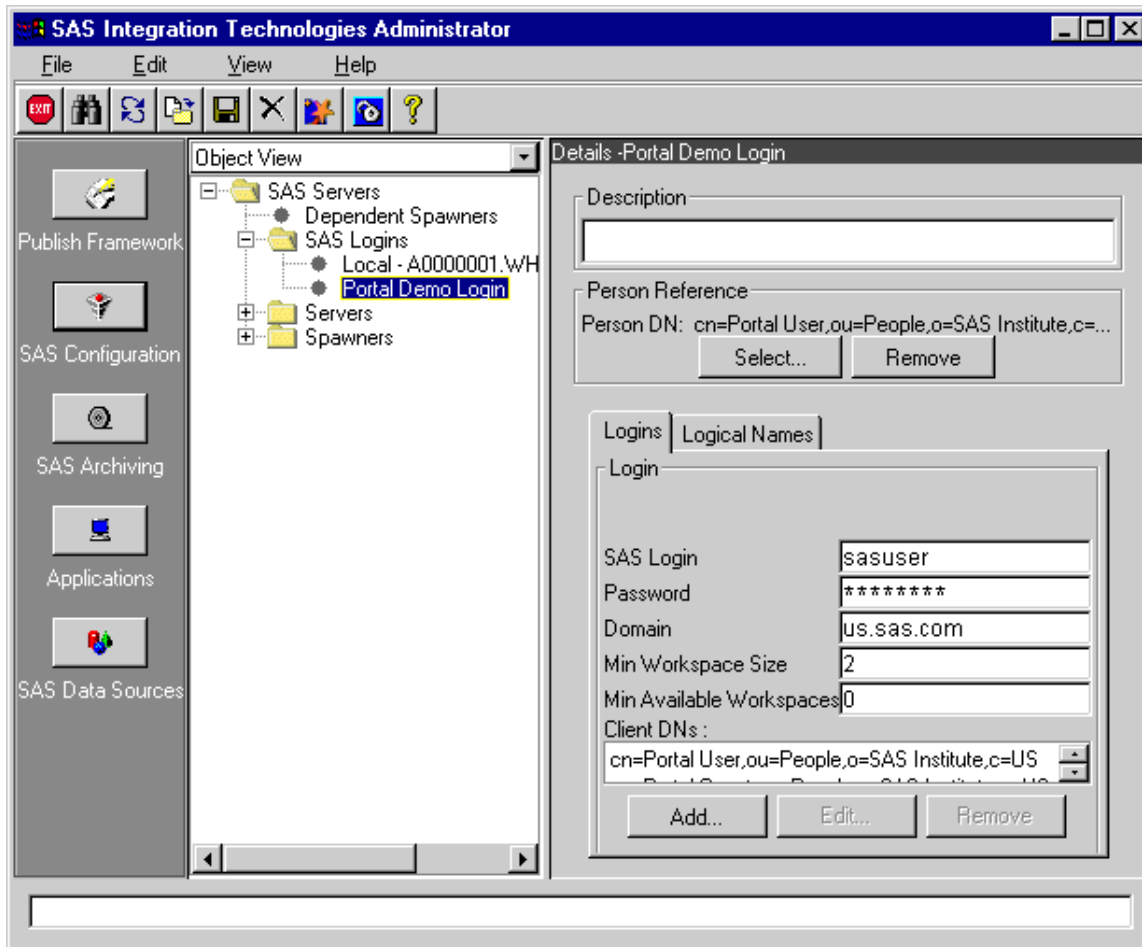 SAS Integration Technologies Administrator
File Edit View Help
EXIT
Publish Framework
SAS Configuration
SAS Archiving
Applications
SAS Data Sources
Object View
SAS Servers
Dependent Spawners
SAS Logins
Local - A0000001.WH
Portal Demo Login
Servers
Spawners
Details -Portal Demo Login
Description
Person Reference
Person DN: cn=Portal User,ou=People,o=SAS Institute,c=...
Select... Remove
Logins Logical Names
Login
SAS Login sasuser
Password ********
Domain us.sas.com
Min Workspace Size 2
Min Available Workspaces 0
Client DNs :
cn=Portal User,ou=People,o=SAS Institute,c=US
Add... Edit... Remove